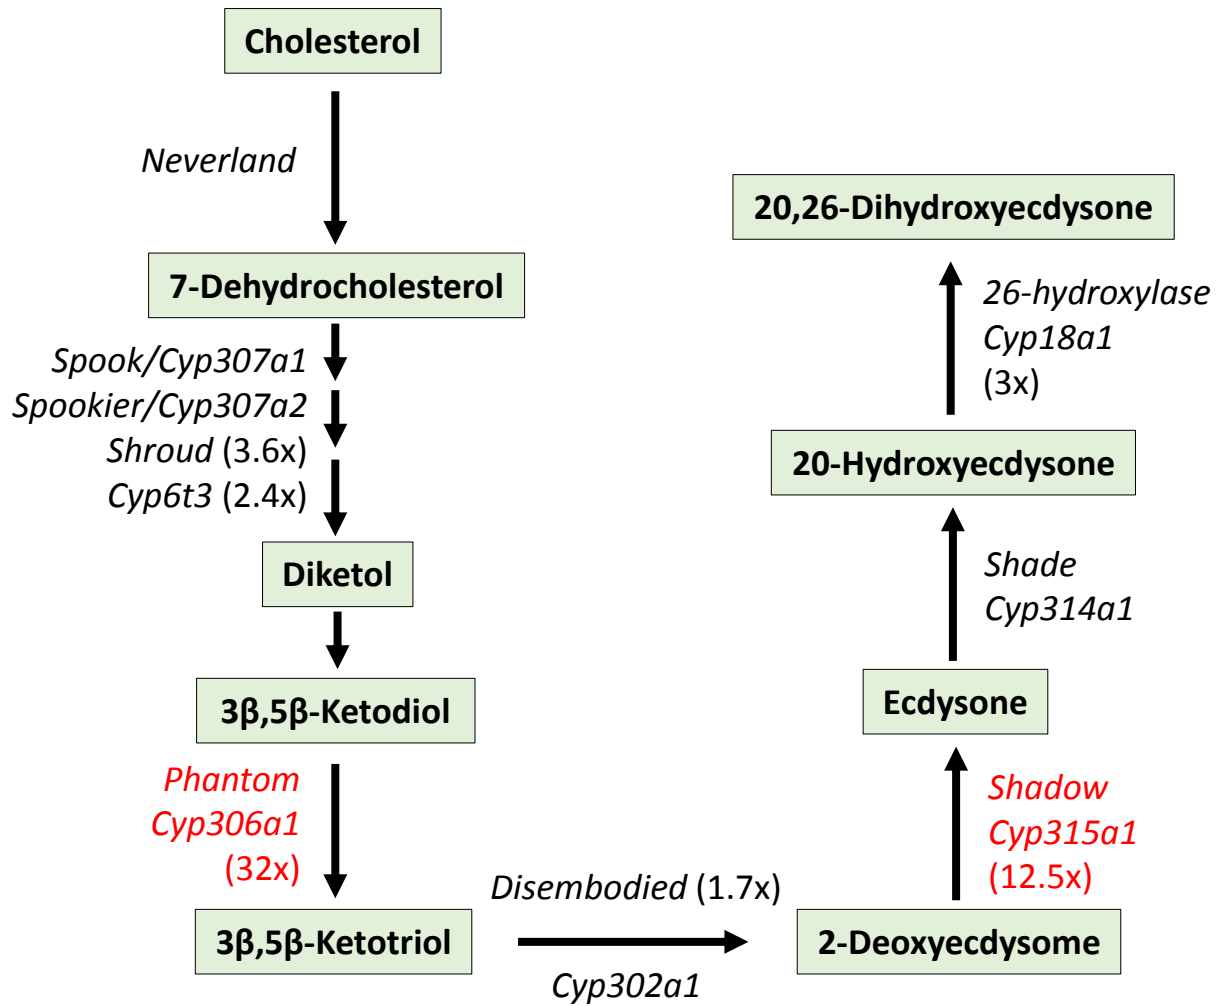 Cholesterol
Neverland
7-Dehydrocholesterol
Spook/Cyp307a1
Spookier/Cyp307a2
Shroud (3.6x)
Cyp6t3 (2.4x)
Diketol
3β,5β-Ketodiol
Phantom
Cyp306a1
(32x)
3β,5β-Ketotriol
Disembodied (1.7x)
Cyp302a1
2-Deoxyecdysome
Shadow
Cyp315a1
(12.5x)
Ecdysone
Shade
Cyp314a1
20-Hydroxyecdysone
26-hydroxylase
Cyp18a1
(3x)
20,26-Dihydroxyecdysone